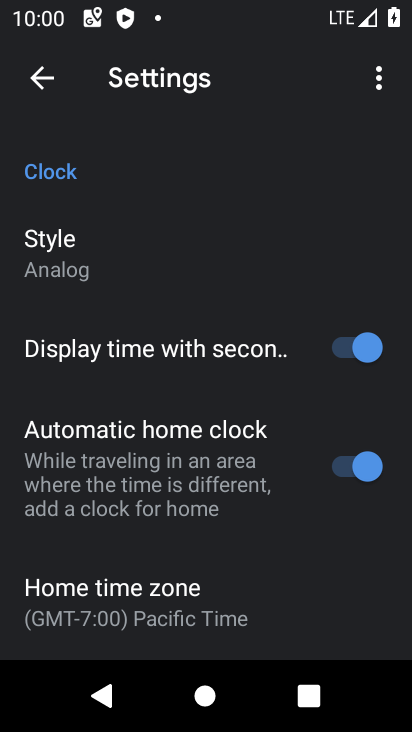 10:00
LTE
Settings
Clock
Style
Analog
Display time with secon..
Automatic home clock
While traveling in an area
where the time is different,
add a clock for home
Home time zone
(GMT-7:00) Pacific Time